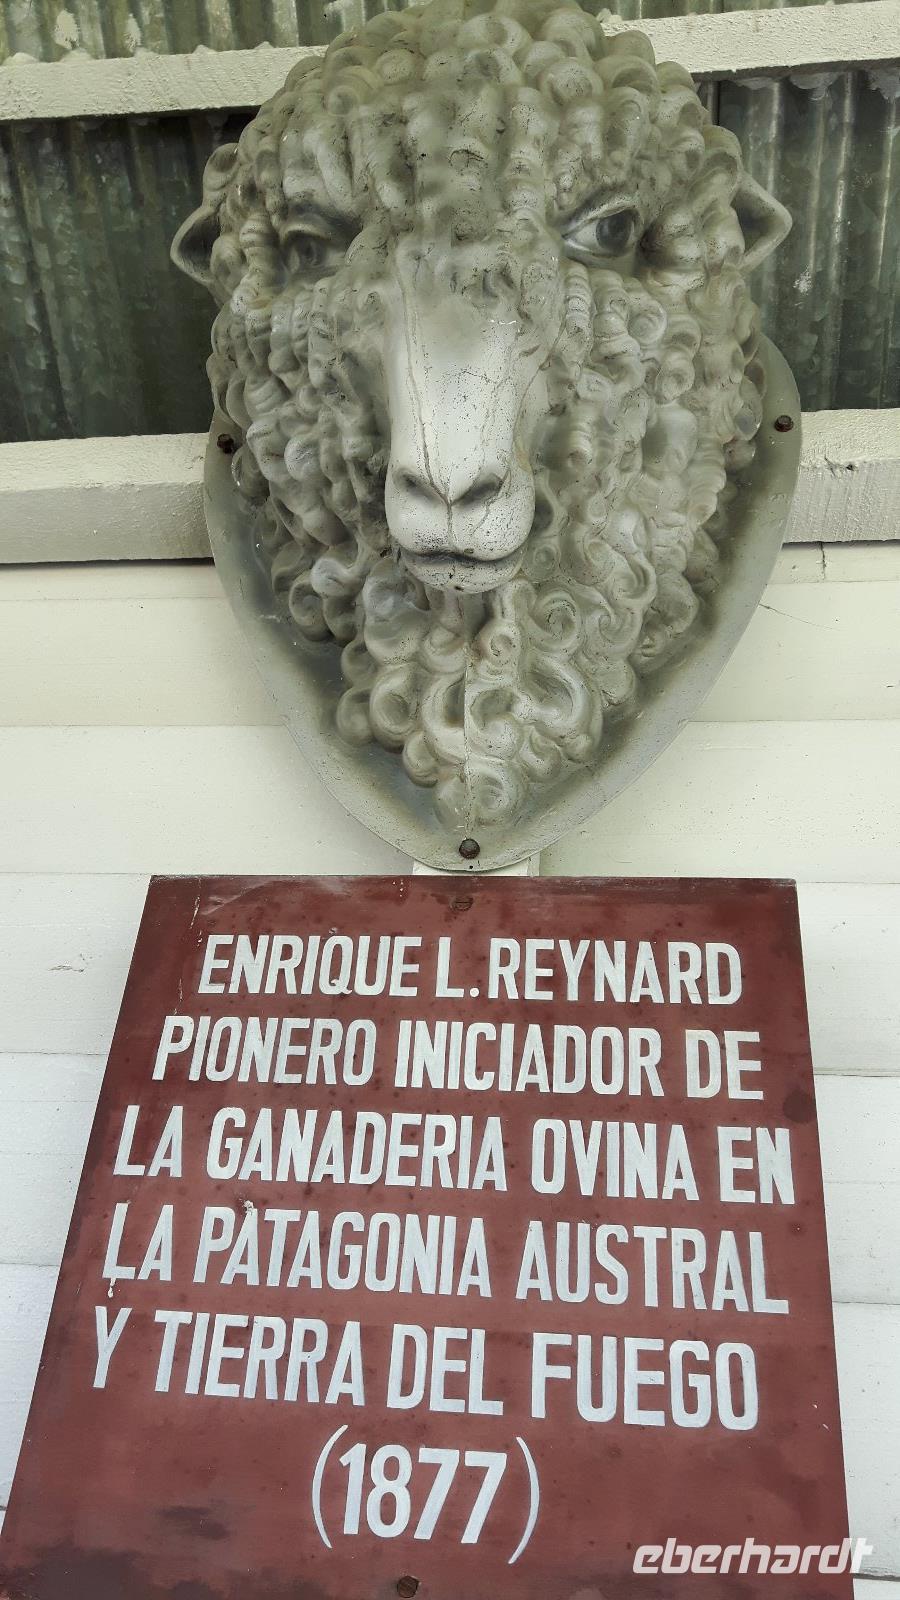 ENRIQUE L. REYNARD
PIONERO INICIADOR DE
LA GANADERIA OVINA EN
LA PATAGONIA AUSTRAL
Y TIERRA DEL FUEGO
(1877)
eberhardt